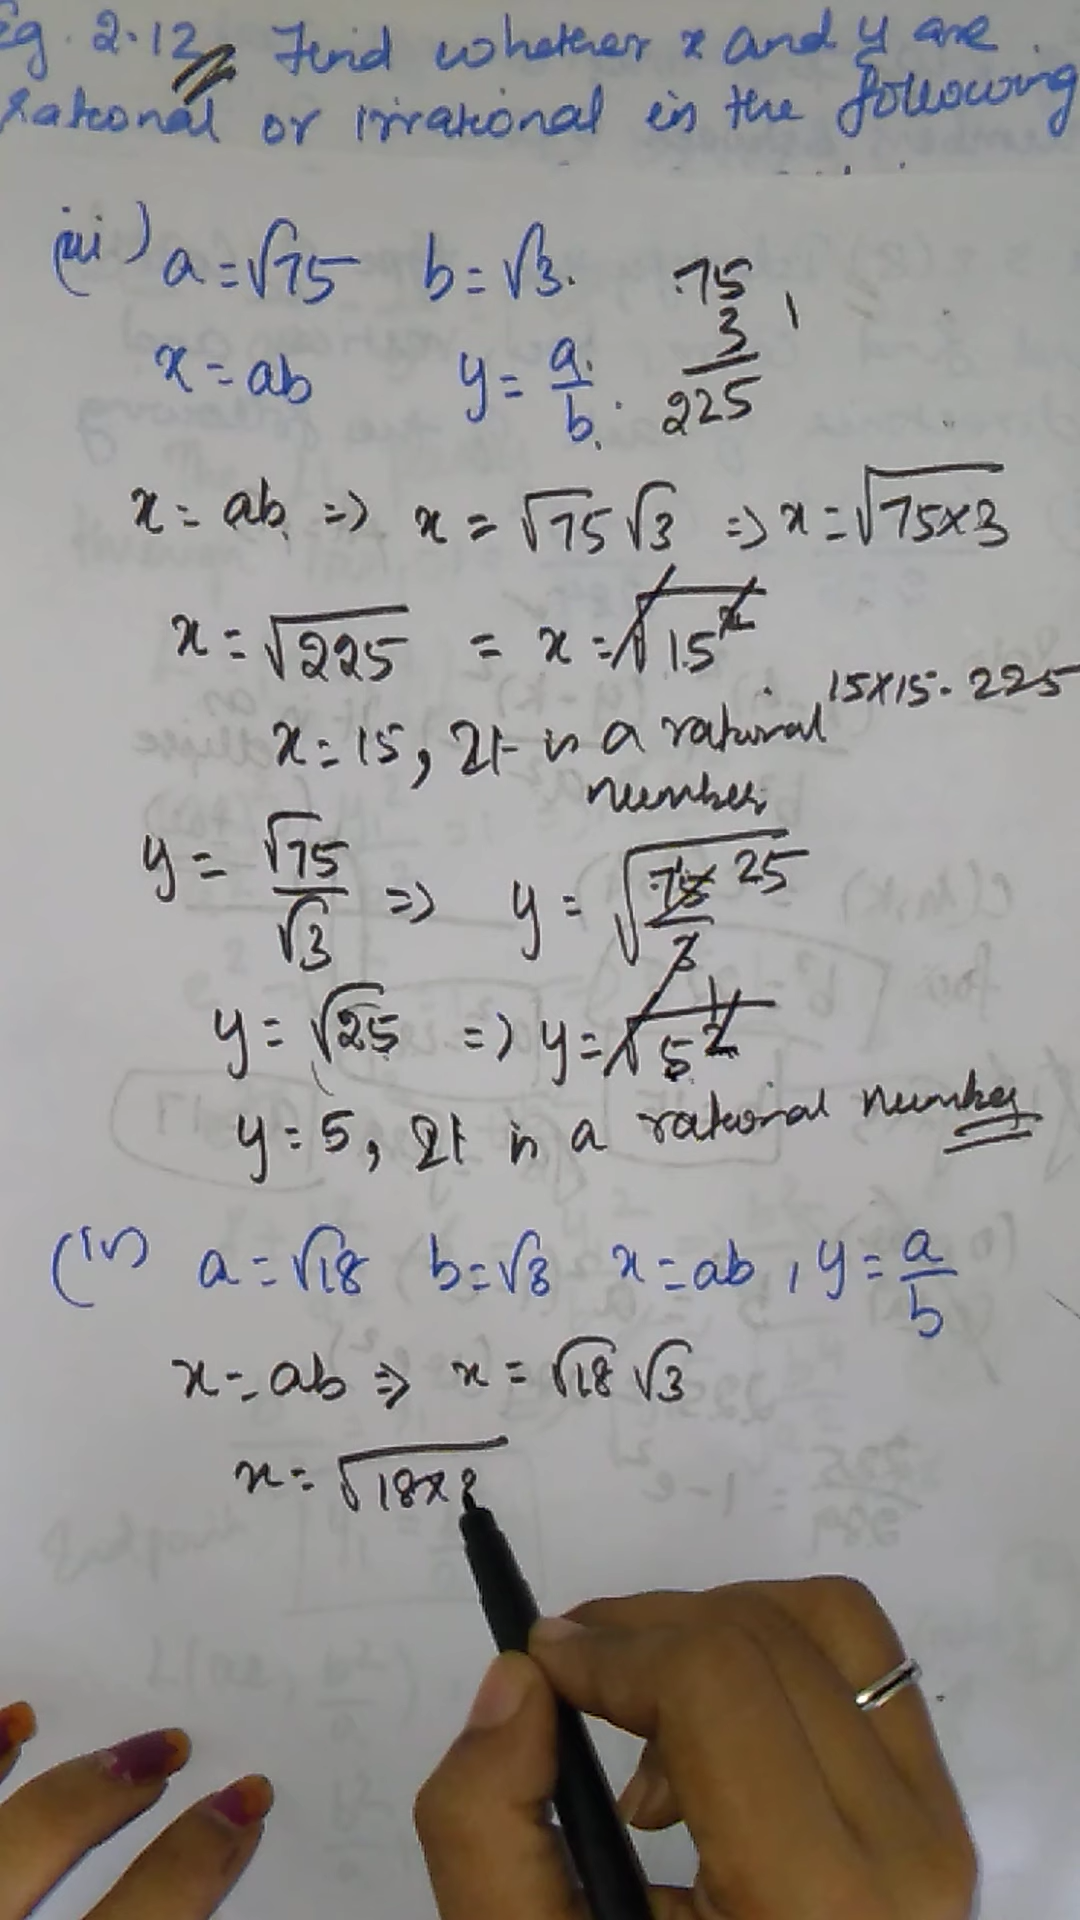 Eg. 2.12 Find whether x and y are
rational or irrational in the following
(iii) a = √75 b = √3. 75
x = ab y = a/b 3
225
x = ab ⇒ x = √75 √3 ⇒ x = √75×3
x = √225 = x = √15²
15×15 = 225
x = 15, It is a rational
number
y = √75/√3 ⇒ y = √75/3 25
1
y = √25 ⇒ y = √5²
y = 5, It is a rational number
(iv) a = √18 b = √3 x = ab, y = a/b
x = ab ⇒ x = √18 √3
x = √18×3